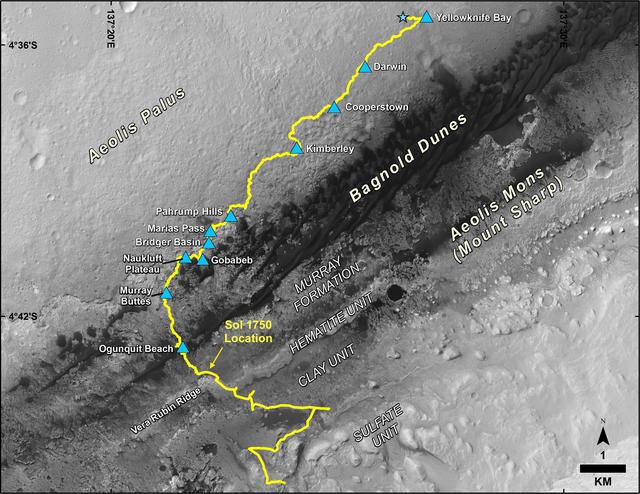 137°20'E
137°30'E
Yellowknife Bay
4°36'S
Darwin
Aeolis Palus
Cooperstown
Bagnold Dunes
Kimberley
Aeolis Mons
(Mount Sharp)
Pahrump Hills
Marias Pass
Bridger Basin
Naukluft
Plateau
Gobabeb
MURRAY
FORMATION
Murray
Buttes
4°42'S
HEMATITE UNIT
Sol 1750
Location
Ogunquit Beach
CLAY UNIT
Vera Rubin Ridge
SULFATE
UNIT
N
1
KM